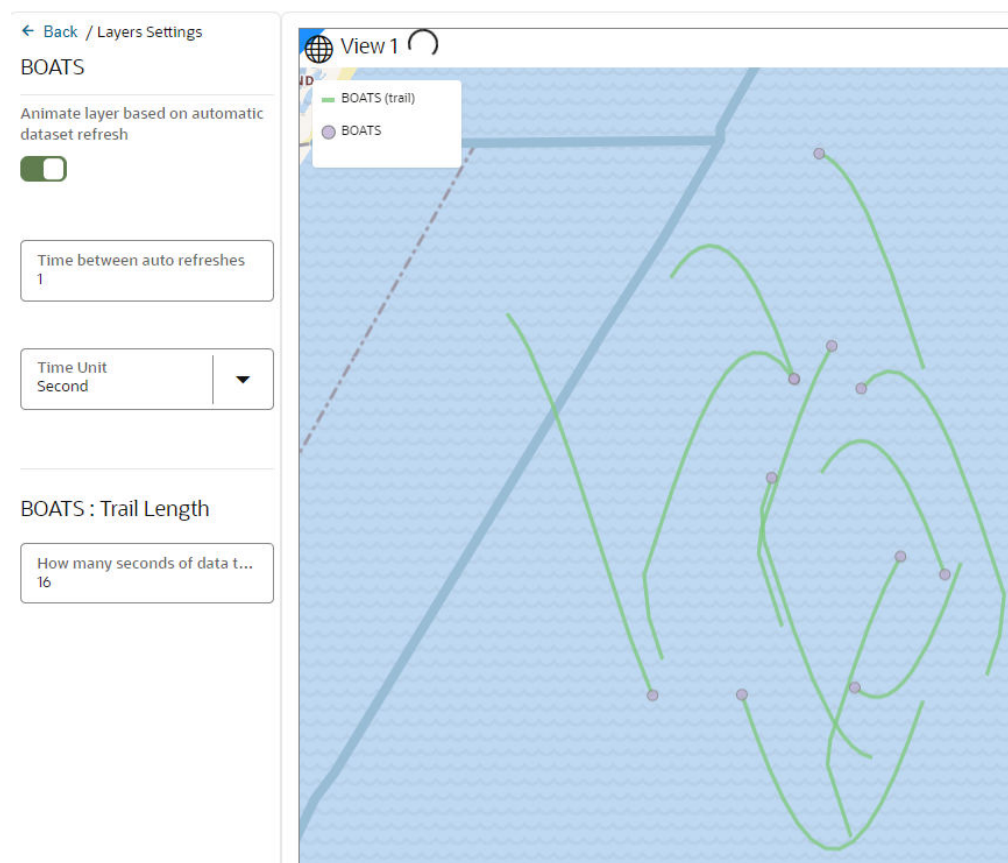 ← Back / Layers Settings
BOATS
Animate layer based on automatic
dataset refresh
Time between auto refreshes
1
Time Unit
Second
BOATS : Trail Length
How many seconds of data t...
16
View 1
ND
BOATS (trail)
BOATS